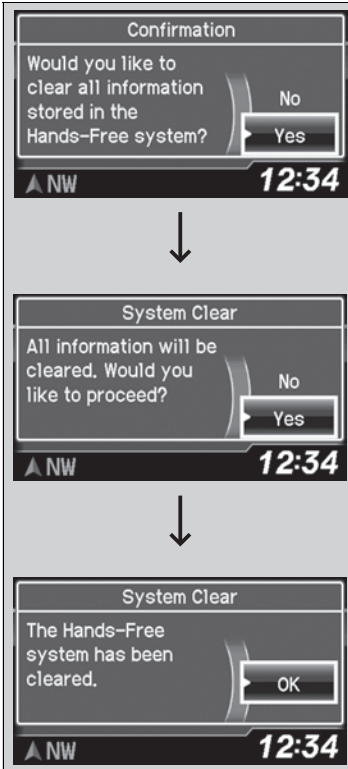 Confirmation
Would you like to
clear all information
stored in the
Hands-Free system?
No
Yes
NW
12:34
System Clear
All information will be
cleared. Would you
like to proceed?
No
Yes
NW
12:34
System Clear
The Hands-Free
system has been
cleared.
OK
NW
12:34